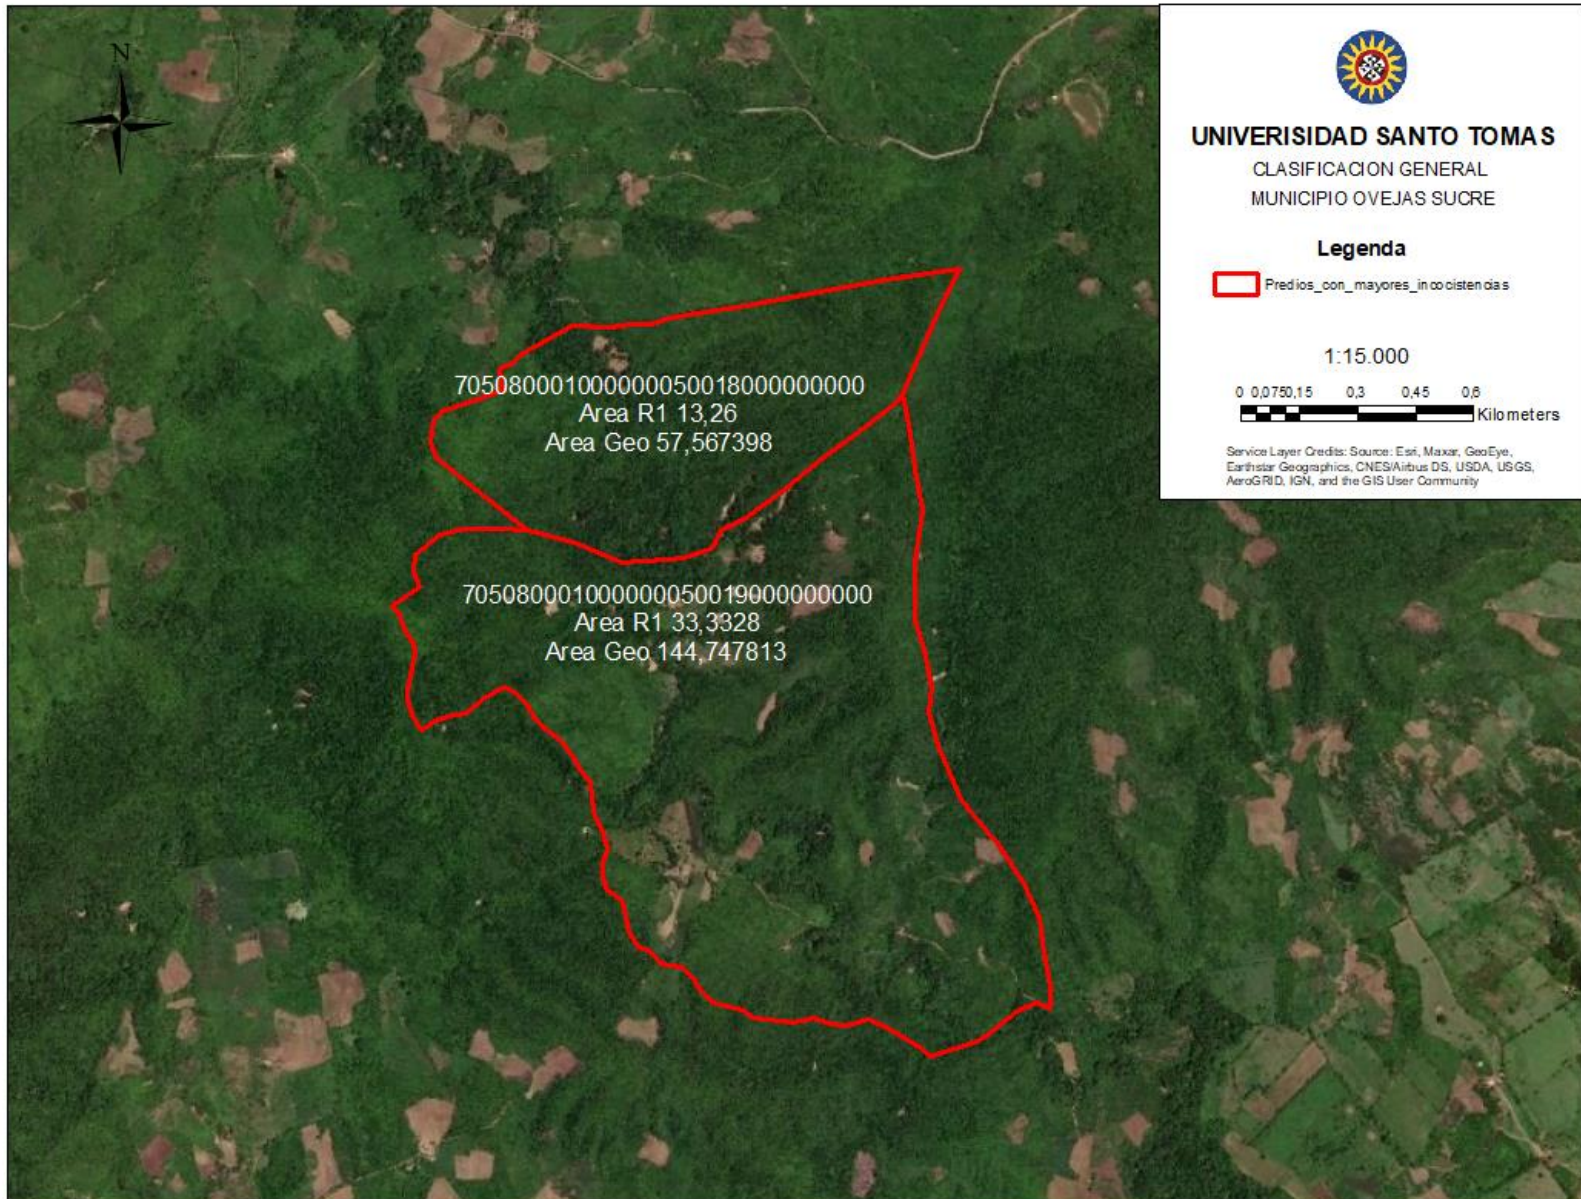 N
UNIVERISIDAD SANTO TOMAS
CLASIFICACION GENERAL
MUNICIPIO OVEJAS SUCRE
Legenda
Predios_con_mayores_incocistencias
1:15.000
0 0,0750,15 0,3 0,45 0,6
Kilometers
Service Layer Credits: Source: Esri, Maxar, GeoEye,
Earthstar Geographics, CNES/Airbus DS, USDA, USGS,
AeroGRID, IGN, and the GIS User Community
705080001000000050018000000000
Area R1 13,26
Area Geo 57,567398
705080001000000050019000000000
Area R1 33,3328
Area Geo 144,747813